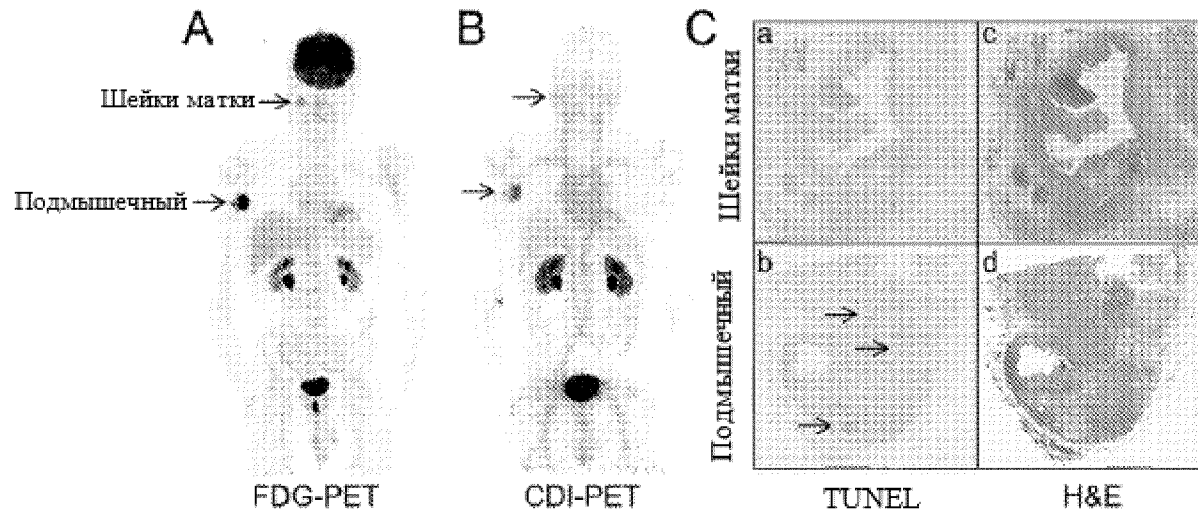 A
B
C
Шейки матки
Подмышечный
FDG-PET
CDI-PET
a
c
b
d
Шейки матки
Подмышечный
TUNEL
H&E